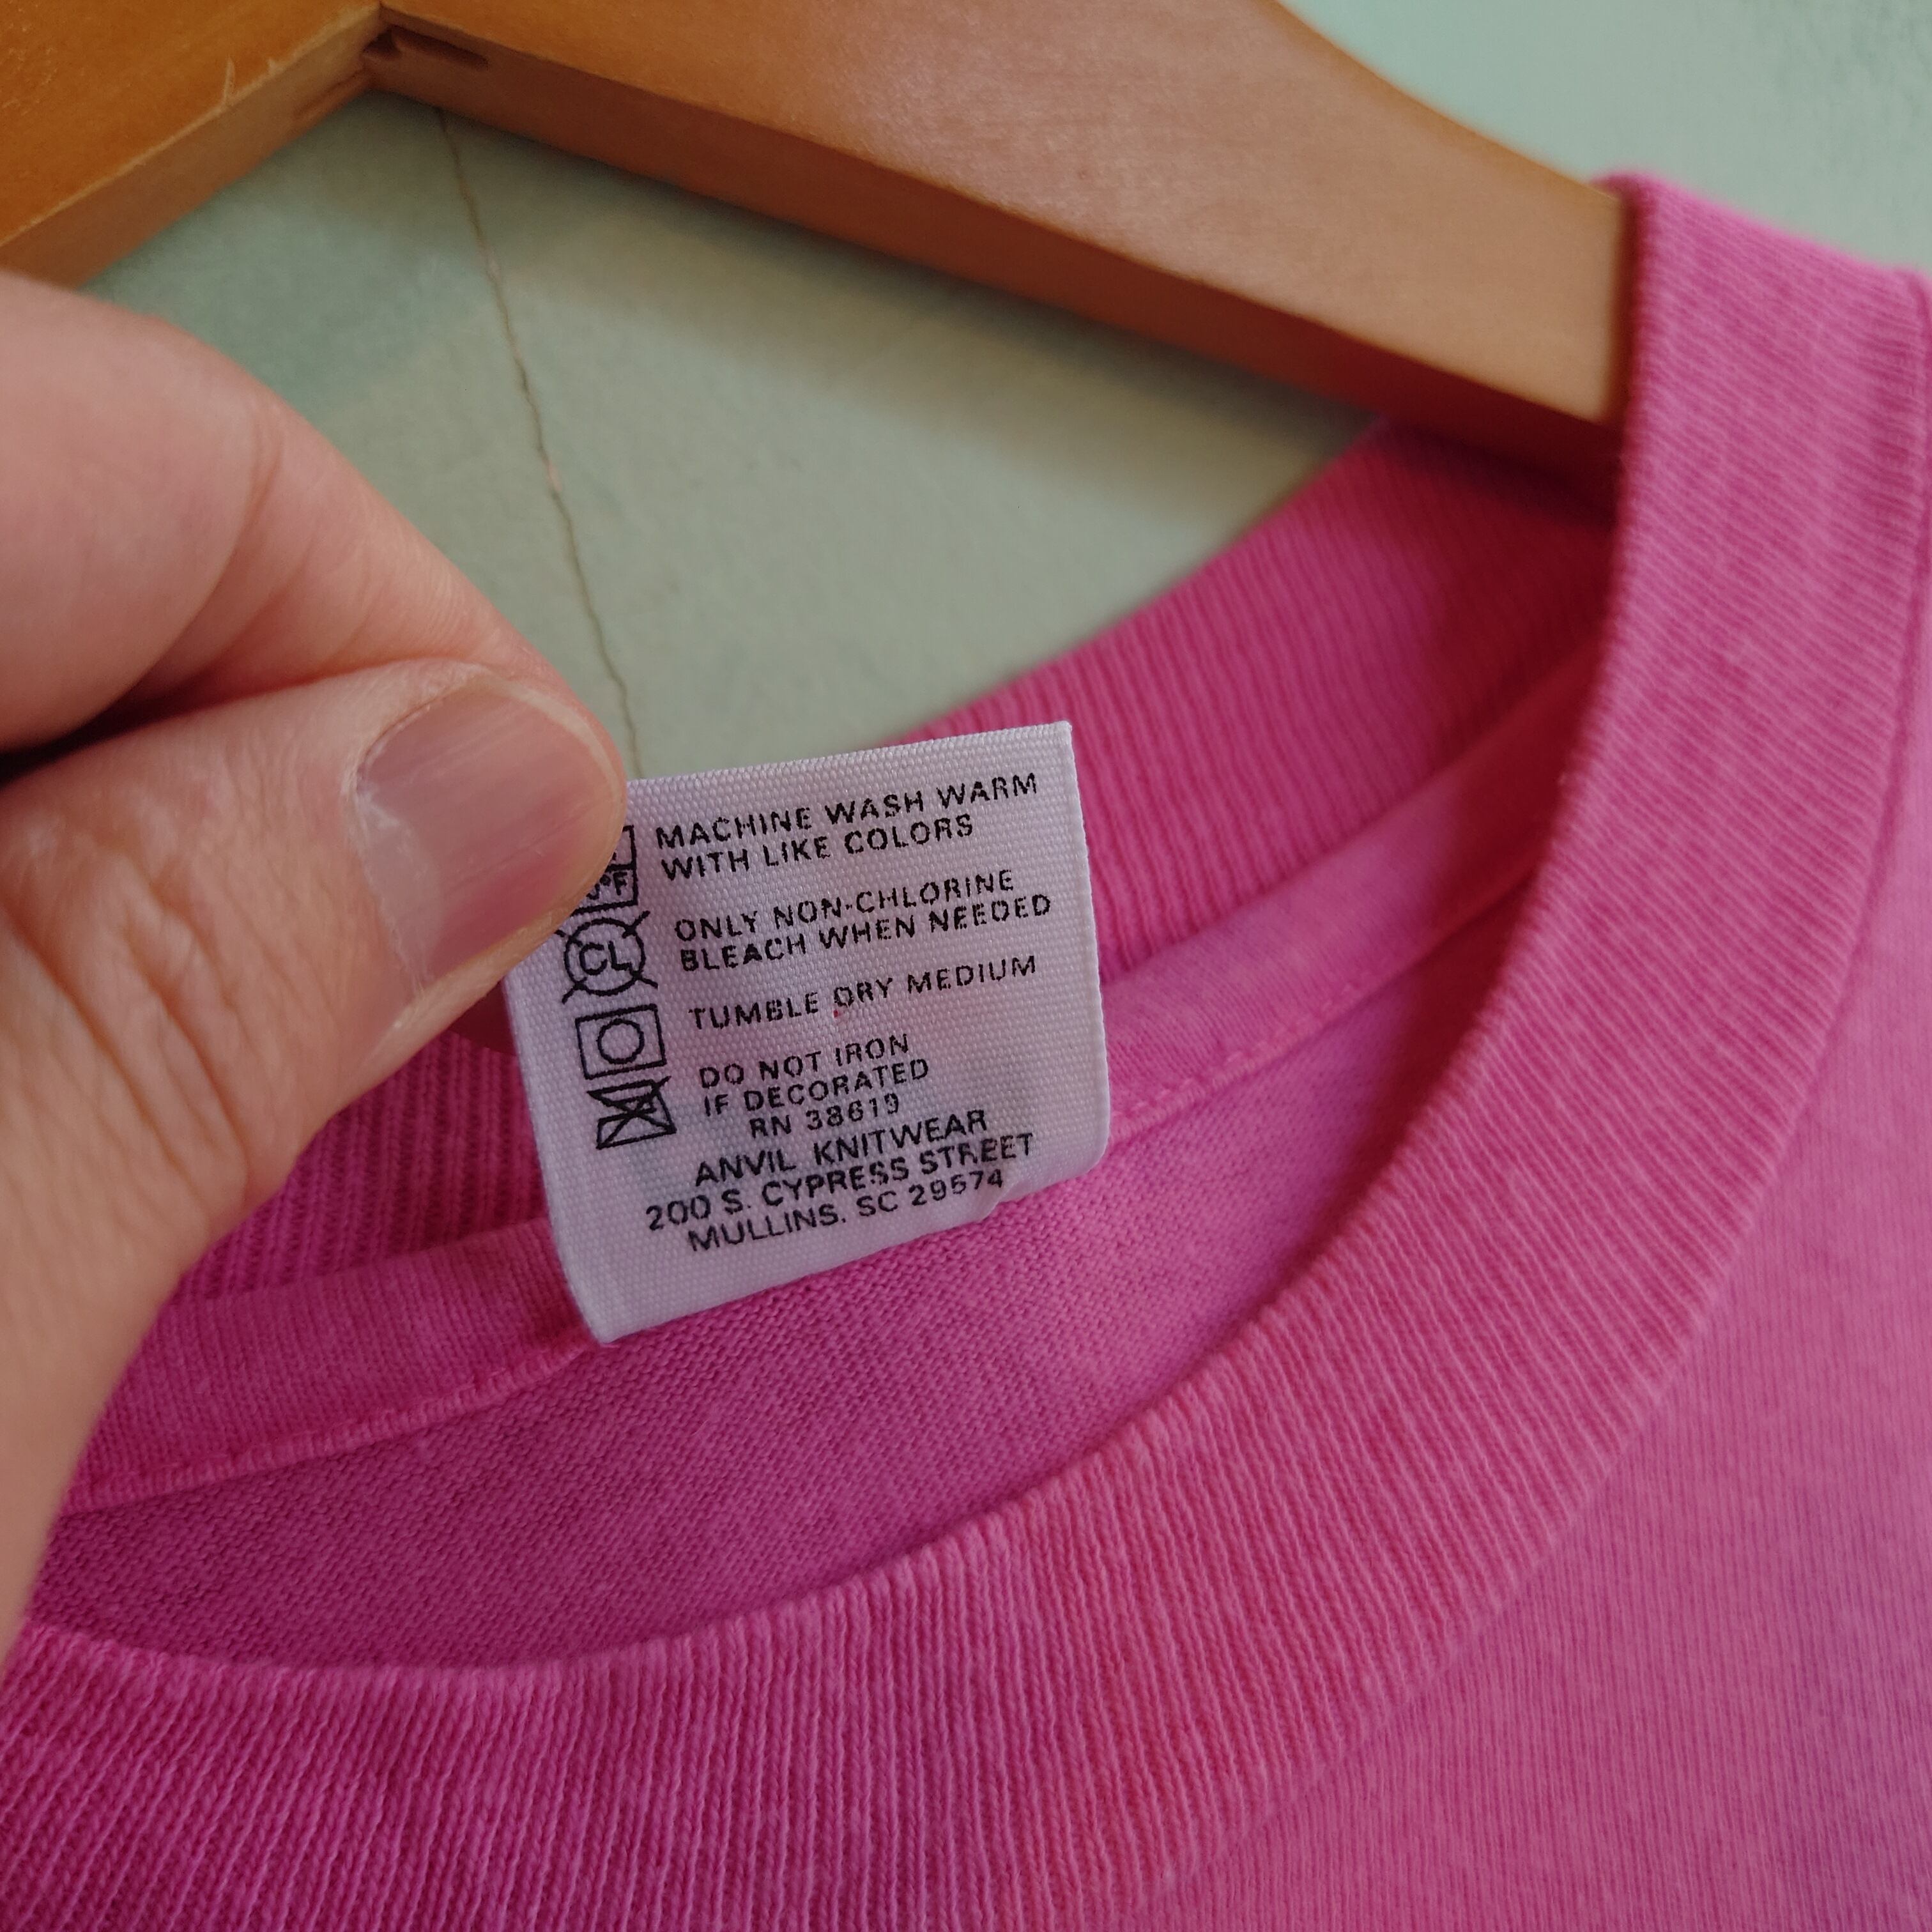 MACHINE WASH WARM
WITH LIKE COLORS
°F
ONLY NON-CHLORINE
BLEACH WHEN NEEDED
CL
TUMBLE DRY MEDIUM
DO NOT IRON
IF DECORATED
RN 38619
ANVIL KNITWEAR
200 S. CYPRESS STREET
MULLINS. SC 29574